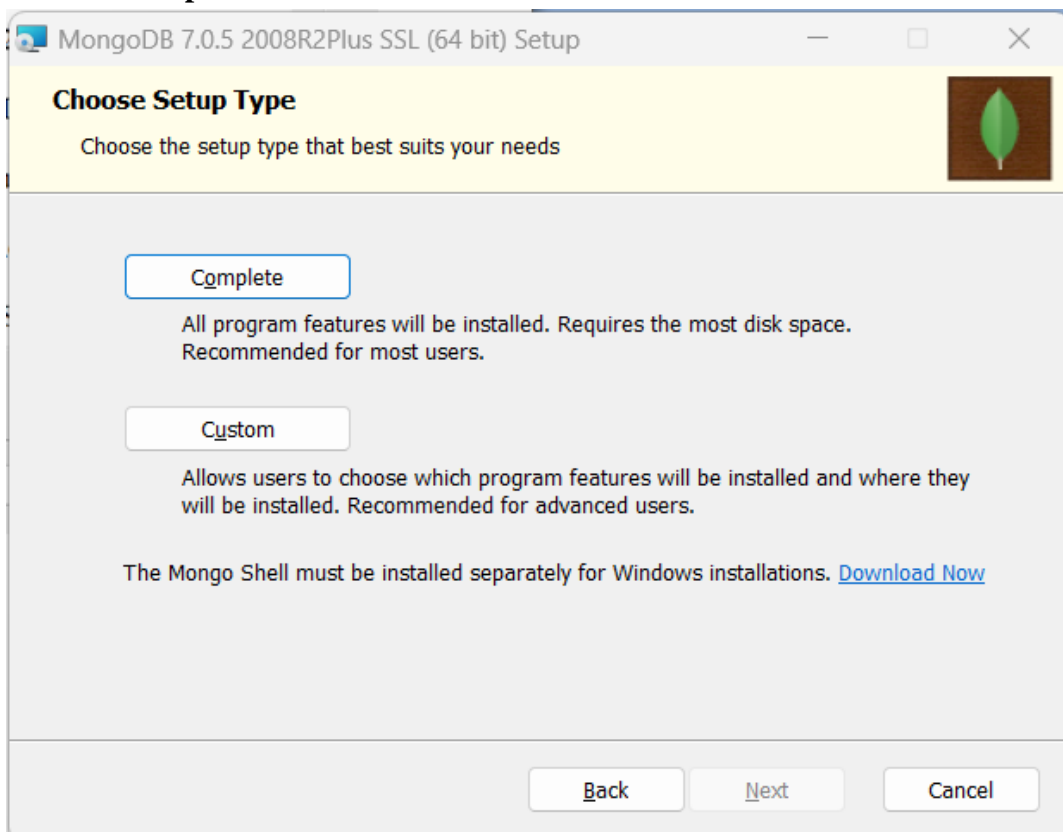 MongoDB 7.0.5 2008R2Plus SSL (64 bit) Setup
Choose Setup Type
Choose the setup type that best suits your needs
Complete
All program features will be installed. Requires the most disk space.
Recommended for most users.
Custom
Allows users to choose which program features will be installed and where they
will be installed. Recommended for advanced users.
The Mongo Shell must be installed separately for Windows installations. Download Now
Back Next Cancel